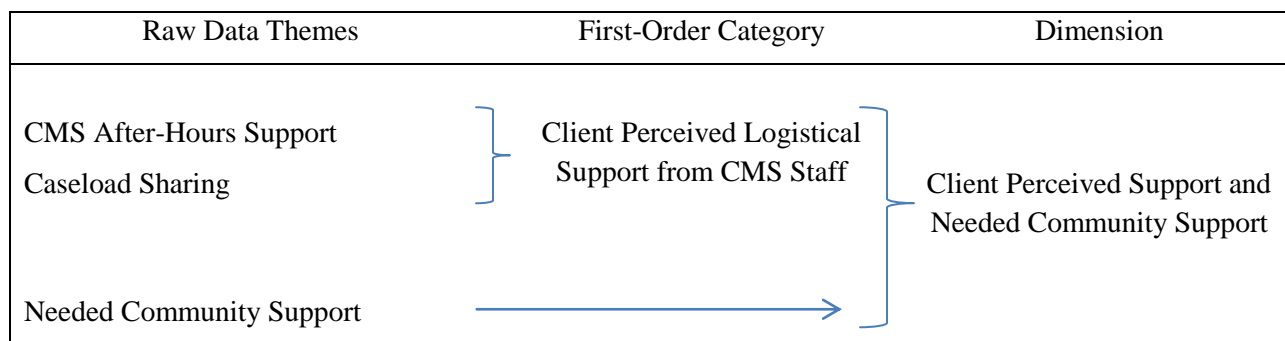 Raw Data Themes First-Order Category Dimension
CMS After-Hours Support
Caseload Sharing
Client Perceived Logistical
Support from CMS Staff
Client Perceived Support and
Needed Community Support
Needed Community Support